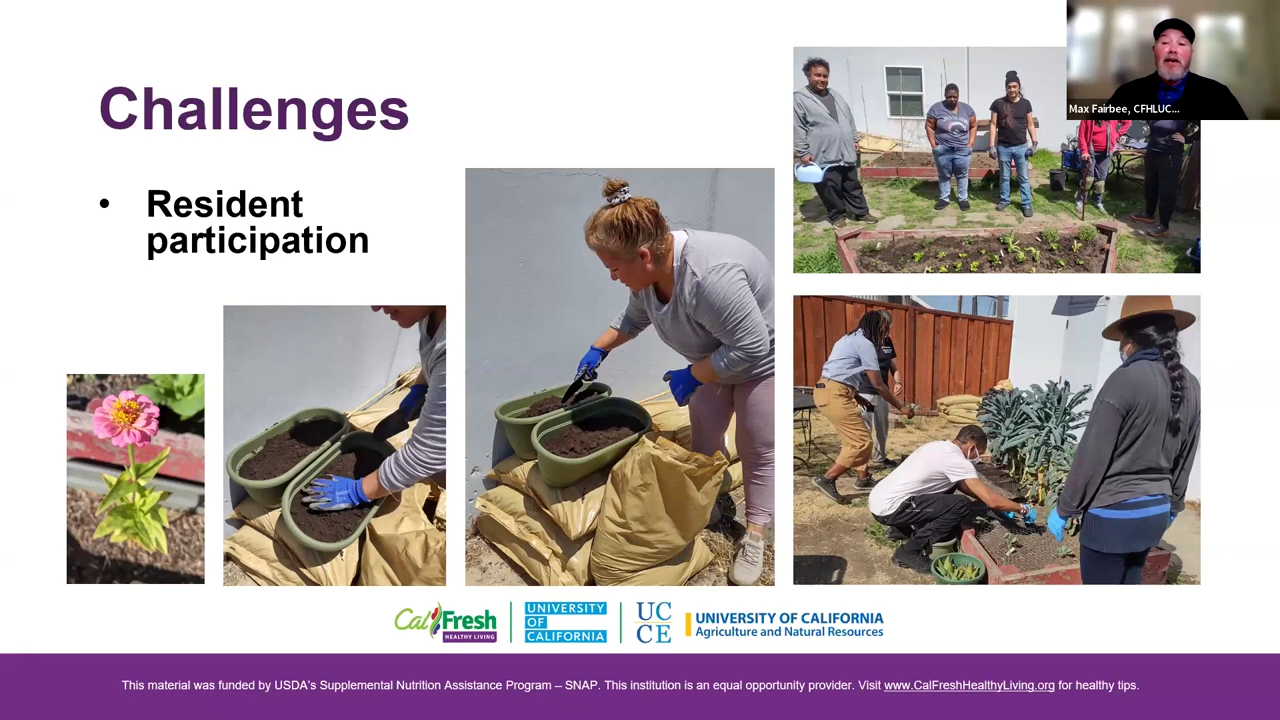 Challenges
• Resident
participation
Max Fairbee, CFHLUC...
CalFresh
HEALTHY LIVING
UNIVERSITY
OF
CALIFORNIA
UC
CE
UNIVERSITY OF CALIFORNIA
Agriculture and Natural Resources
This material was funded by USDA's Supplemental Nutrition Assistance Program – SNAP. This institution is an equal opportunity provider. Visit www.CalFreshHealthyLiving.org for healthy tips.